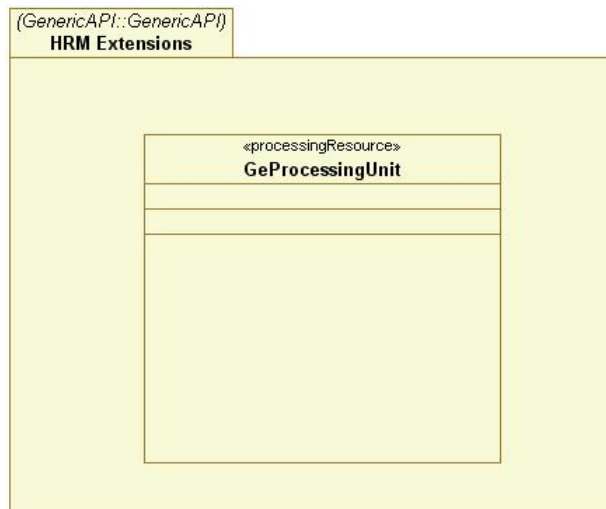 (GenericAPI::GenericAPI)
HRM Extensions
«processingResource»
GeProcessingUnit